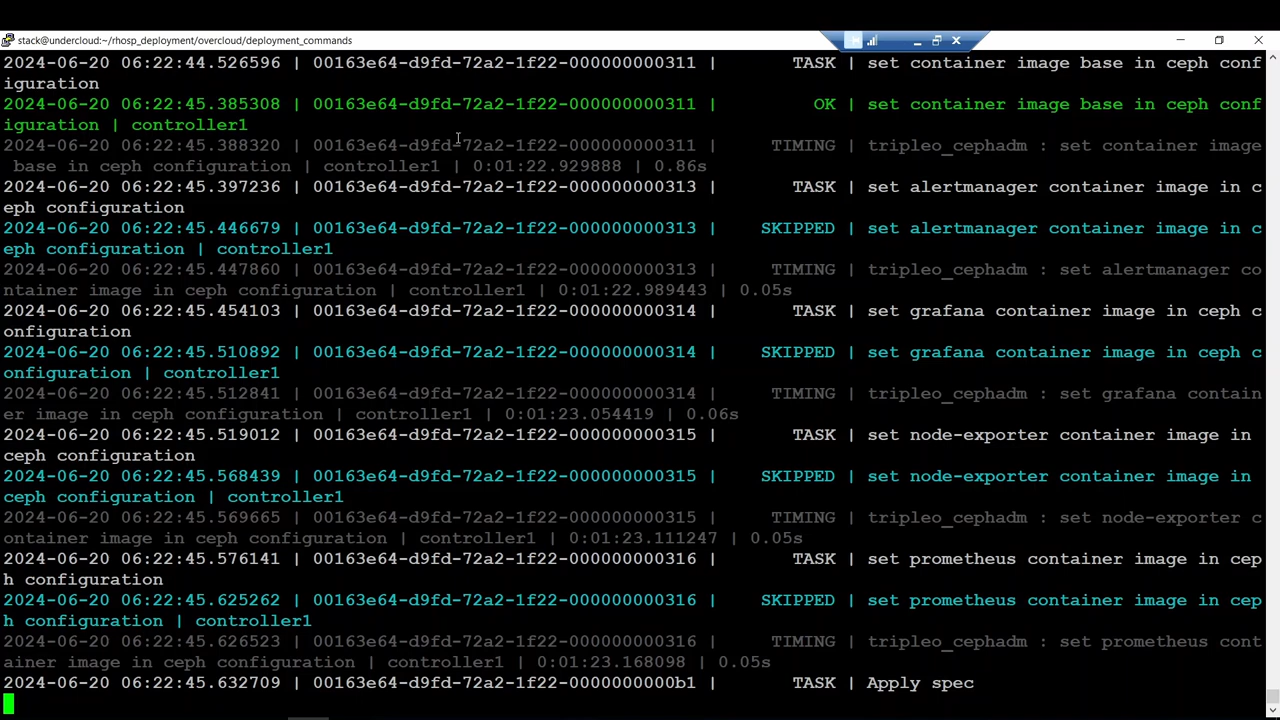 stack@undercloud:~/rhosp_deployment/overcloud/deployment_commands
2024-06-20 06:22:44.526596 | 00163e64-d9fd-72a2-1f22-000000000311 |       TASK | set container image base in ceph conf
iguration
2024-06-20 06:22:45.385308 | 00163e64-d9fd-72a2-1f22-000000000311 |         OK | set container image base in ceph conf
iguration | controller1
2024-06-20 06:22:45.388320 | 00163e64-d9fd-72a2-1f22-000000000311 |     TIMING | tripleo_cephadm : set container image
 base in ceph configuration | controller1 | 0:01:22.929888 | 0.86s
2024-06-20 06:22:45.397236 | 00163e64-d9fd-72a2-1f22-000000000313 |       TASK | set alertmanager container image in c
eph configuration
2024-06-20 06:22:45.446679 | 00163e64-d9fd-72a2-1f22-000000000313 |    SKIPPED | set alertmanager container image in c
eph configuration | controller1
2024-06-20 06:22:45.447860 | 00163e64-d9fd-72a2-1f22-000000000313 |     TIMING | tripleo_cephadm : set alertmanager co
ntainer image in ceph configuration | controller1 | 0:01:22.989443 | 0.05s
2024-06-20 06:22:45.454103 | 00163e64-d9fd-72a2-1f22-000000000314 |       TASK | set grafana container image in ceph c
onfiguration
2024-06-20 06:22:45.510892 | 00163e64-d9fd-72a2-1f22-000000000314 |    SKIPPED | set grafana container image in ceph c
onfiguration | controller1
2024-06-20 06:22:45.512841 | 00163e64-d9fd-72a2-1f22-000000000314 |     TIMING | tripleo_cephadm : set grafana contain
er image in ceph configuration | controller1 | 0:01:23.054419 | 0.06s
2024-06-20 06:22:45.519012 | 00163e64-d9fd-72a2-1f22-000000000315 |       TASK | set node-exporter container image in
ceph configuration
2024-06-20 06:22:45.568439 | 00163e64-d9fd-72a2-1f22-000000000315 |    SKIPPED | set node-exporter container image in
ceph configuration | controller1
2024-06-20 06:22:45.569665 | 00163e64-d9fd-72a2-1f22-000000000315 |     TIMING | tripleo_cephadm : set node-exporter c
ontainer image in ceph configuration | controller1 | 0:01:23.111247 | 0.05s
2024-06-20 06:22:45.576141 | 00163e64-d9fd-72a2-1f22-000000000316 |       TASK | set prometheus container image in cep
h configuration
2024-06-20 06:22:45.625262 | 00163e64-d9fd-72a2-1f22-000000000316 |    SKIPPED | set prometheus container image in cep
h configuration | controller1
2024-06-20 06:22:45.626523 | 00163e64-d9fd-72a2-1f22-000000000316 |     TIMING | tripleo_cephadm : set prometheus cont
ainer image in ceph configuration | controller1 | 0:01:23.168098 | 0.05s
2024-06-20 06:22:45.632709 | 00163e64-d9fd-72a2-1f22-0000000000b1 |       TASK | Apply spec